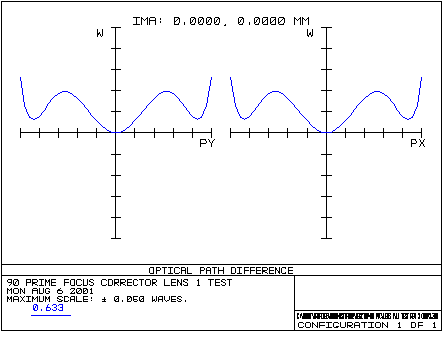 IMA: 0.0000, 0.0000 MM
W
W
PY
PX
OPTICAL PATH DIFFERENCE
90 PRIME FOCUS CORRECTOR LENS 1 TEST
MON AUG 6 2001
MAXIMUM SCALE: ± 0.050 WAVES.
0.633
CONFIGURATION 1 OF 1